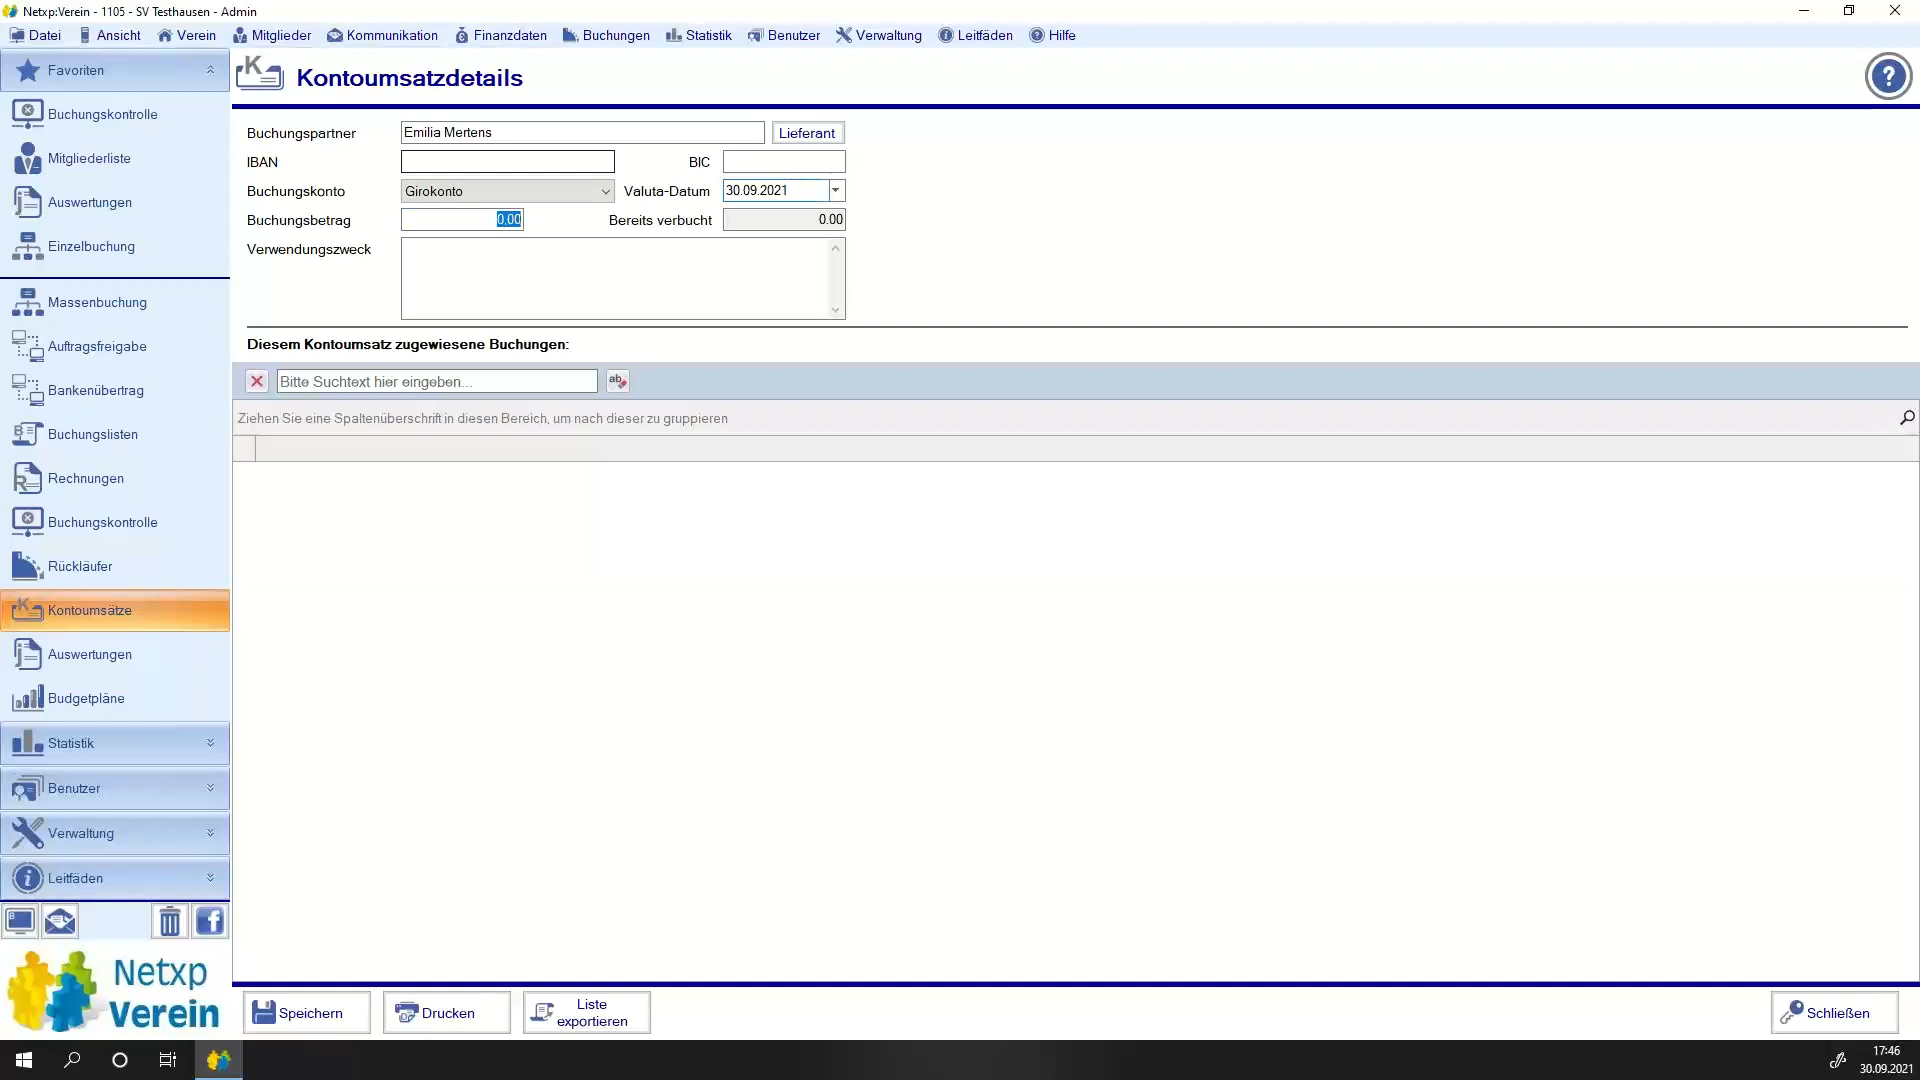 Netxp:Verein - 1105 - SV Testhausen - Admin
Datei Ansicht Verein Mitglieder Kommunikation Finanzdaten Buchungen Statistik Benutzer Verwaltung Leitfäden Hilfe
Favoriten
Buchungskontrolle
Mitgliederliste
Auswertungen
Einzelbuchung
Massenbuchung
Auftragsfreigabe
Bankenübertrag
Buchungslisten
Rechnungen
Buchungskontrolle
Rückläufer
Kontoumsätze
Auswertungen
Budgetpläne
Statistik
Benutzer
Verwaltung
Leitfäden
Netxp
Verein
Kontoumsatzdetails
Buchungspartner Emilia Mertens Lieferant
IBAN BIC
Buchungskonto Girokonto Valuta-Datum 30.09.2021
Buchungsbetrag 0,00 Bereits verbucht 0.00
Verwendungszweck
Diesem Kontoumsatz zugewiesene Buchungen:
Bitte Suchtext hier eingeben... ab
Ziehen Sie eine Spaltenüberschrift in diesen Bereich, um nach dieser zu gruppieren
Speichern Drucken Liste exportieren Schließen
17:46
30.09.2021